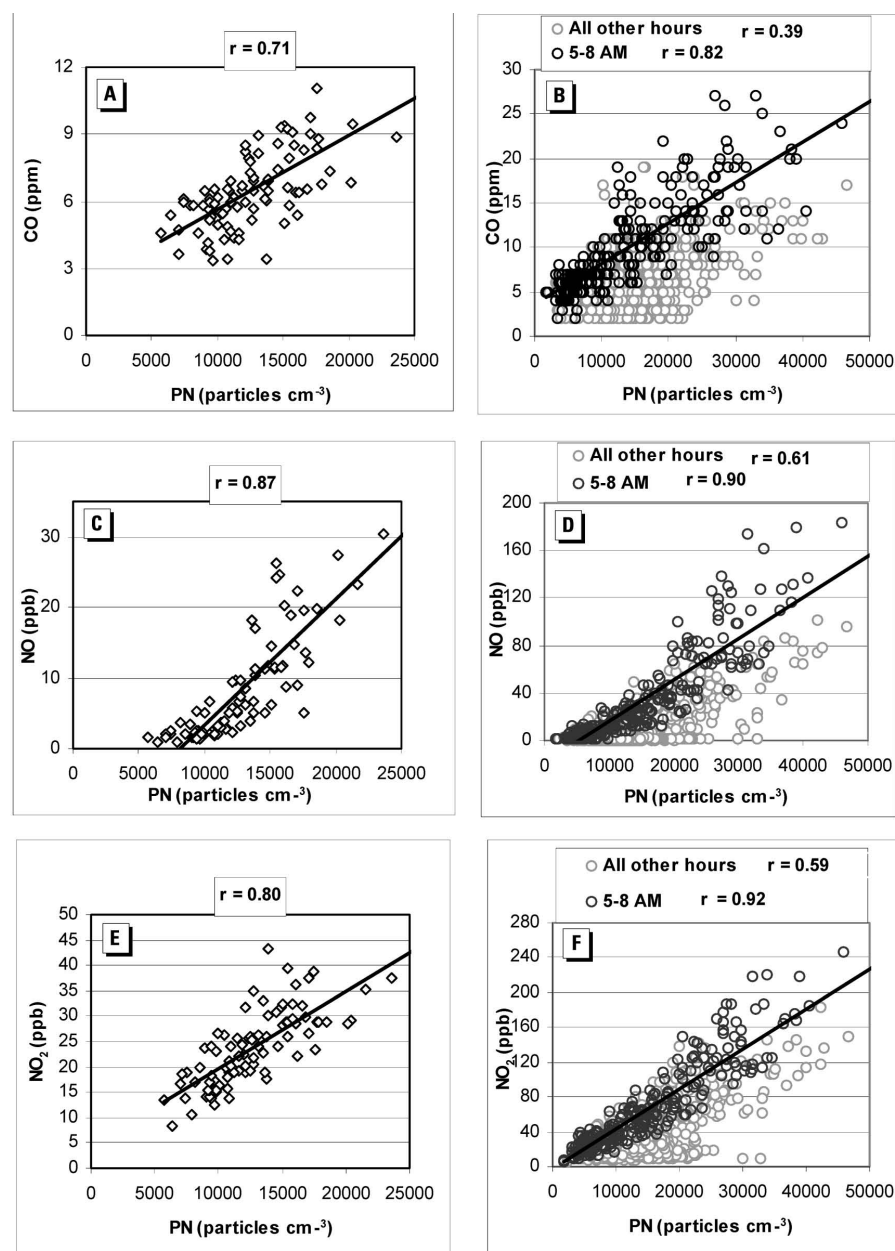 r = 0.71
A
12
9
6
3
0
CO (ppm)
0 5000 10000 15000 20000 25000
PN (particles cm-3)
All other hours r = 0.39
5-8 AM r = 0.82
B
30
25
20
15
10
5
0
CO (ppm)
0 10000 20000 30000 40000 50000
PN (particles cm-3)
r = 0.87
C
30
20
10
0
NO (ppb)
0 5000 10000 15000 20000 25000
PN (particles cm-3)
All other hours r = 0.61
5-8 AM r = 0.90
D
200
160
120
80
40
0
NO (ppb)
0 10000 20000 30000 40000 50000
PN (particles cm-3)
r = 0.80
E
50
45
40
35
30
25
20
15
10
5
0
NO2 (ppb)
0 5000 10000 15000 20000 25000
PN (particles cm-3)
All other hours r = 0.59
5-8 AM r = 0.92
F
280
240
200
160
120
80
40
0
NO2, (ppb)
0 10000 20000 30000 40000 50000
PN (particles cm-3)